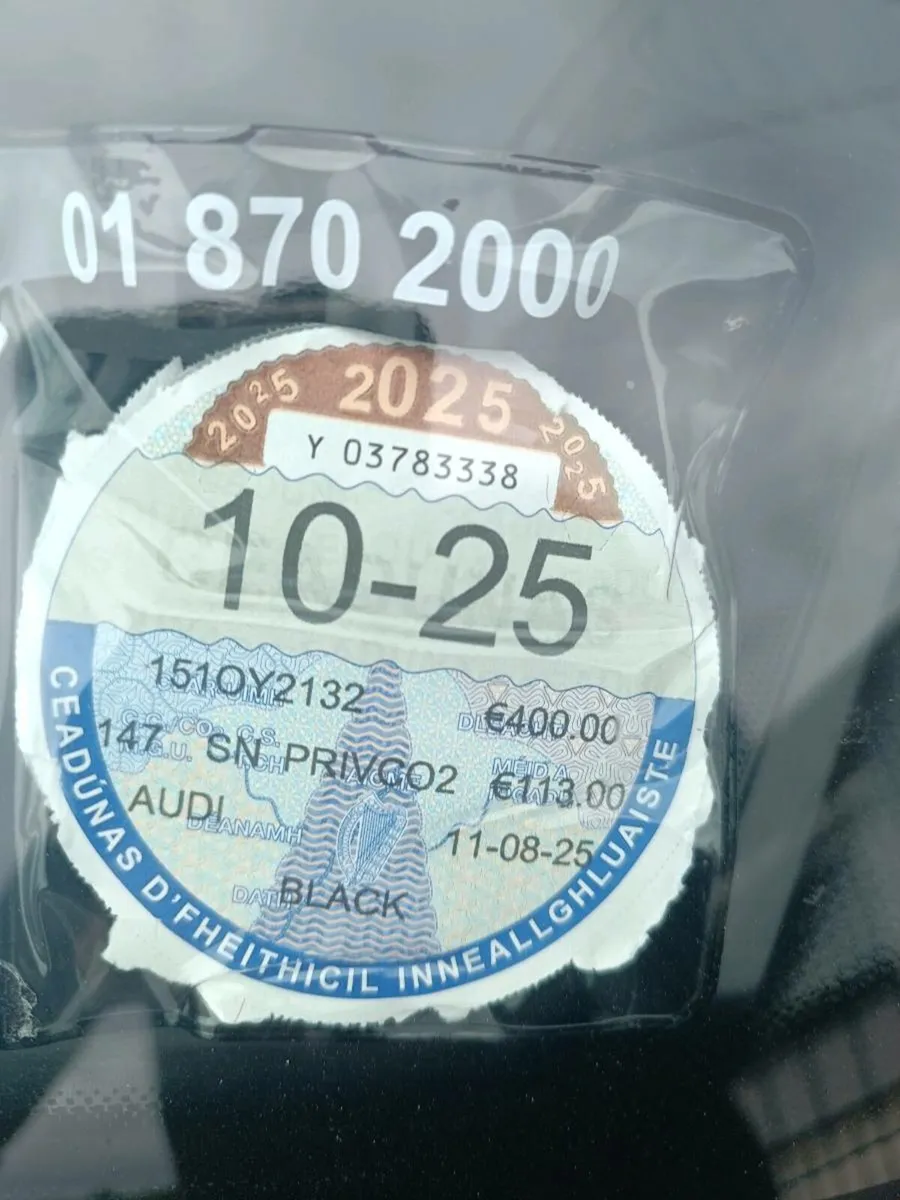 01 870 2000
2025 2025 2025
Y 03783338
10-25
151OY2132 €400.00
147 SN PRIVCO2 €113.00
AUDI 11-08-25
DÉANAMH
BLACK
CEADÚNAS D'FHEITHICIL INNEALLGHLUAISTE